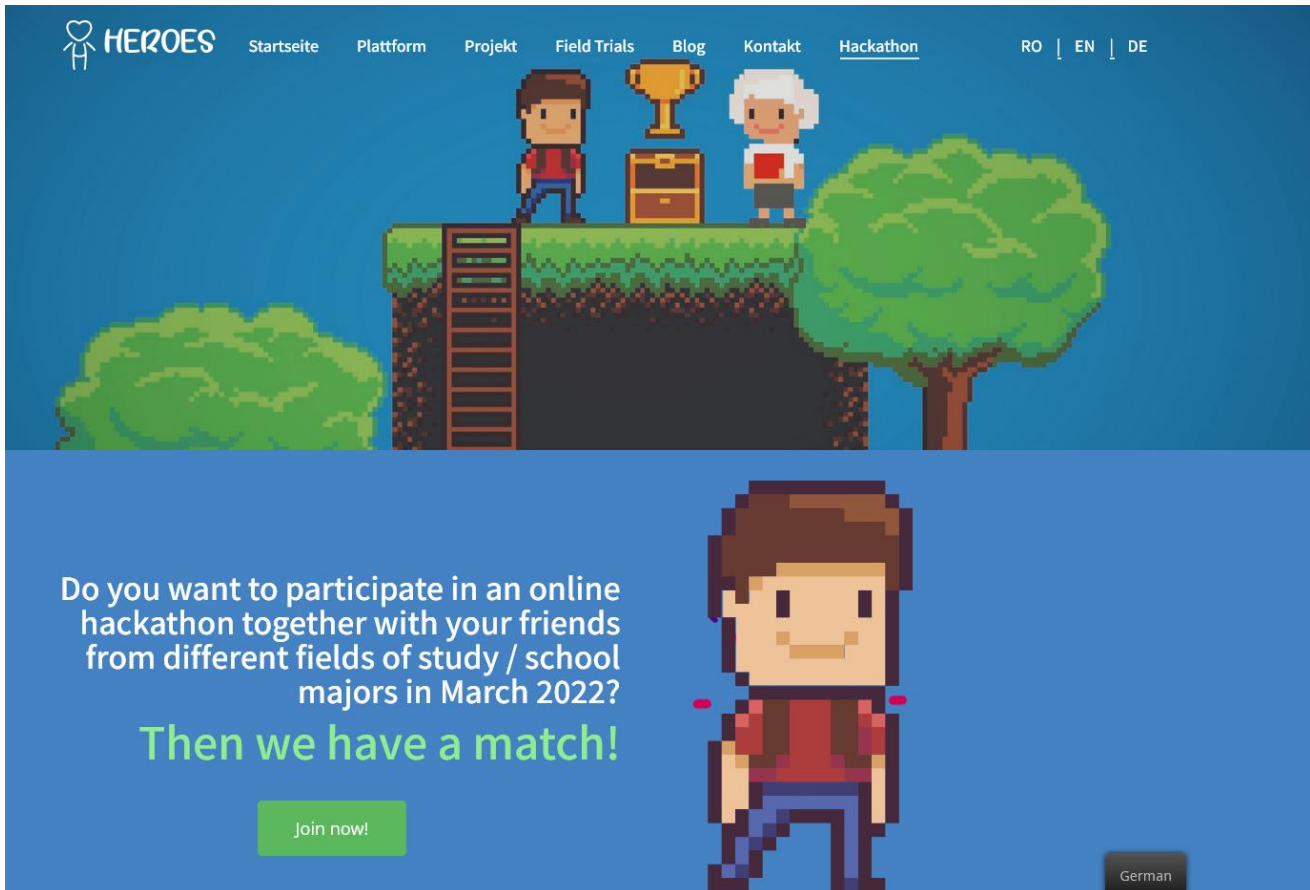 HEROES Startseite Plattform Projekt Field Trials Blog Kontakt Hackathon RO | EN | DE
Do you want to participate in an online
hackathon together with your friends
from different fields of study / school
majors in March 2022?
Then we have a match!
Join now!
German